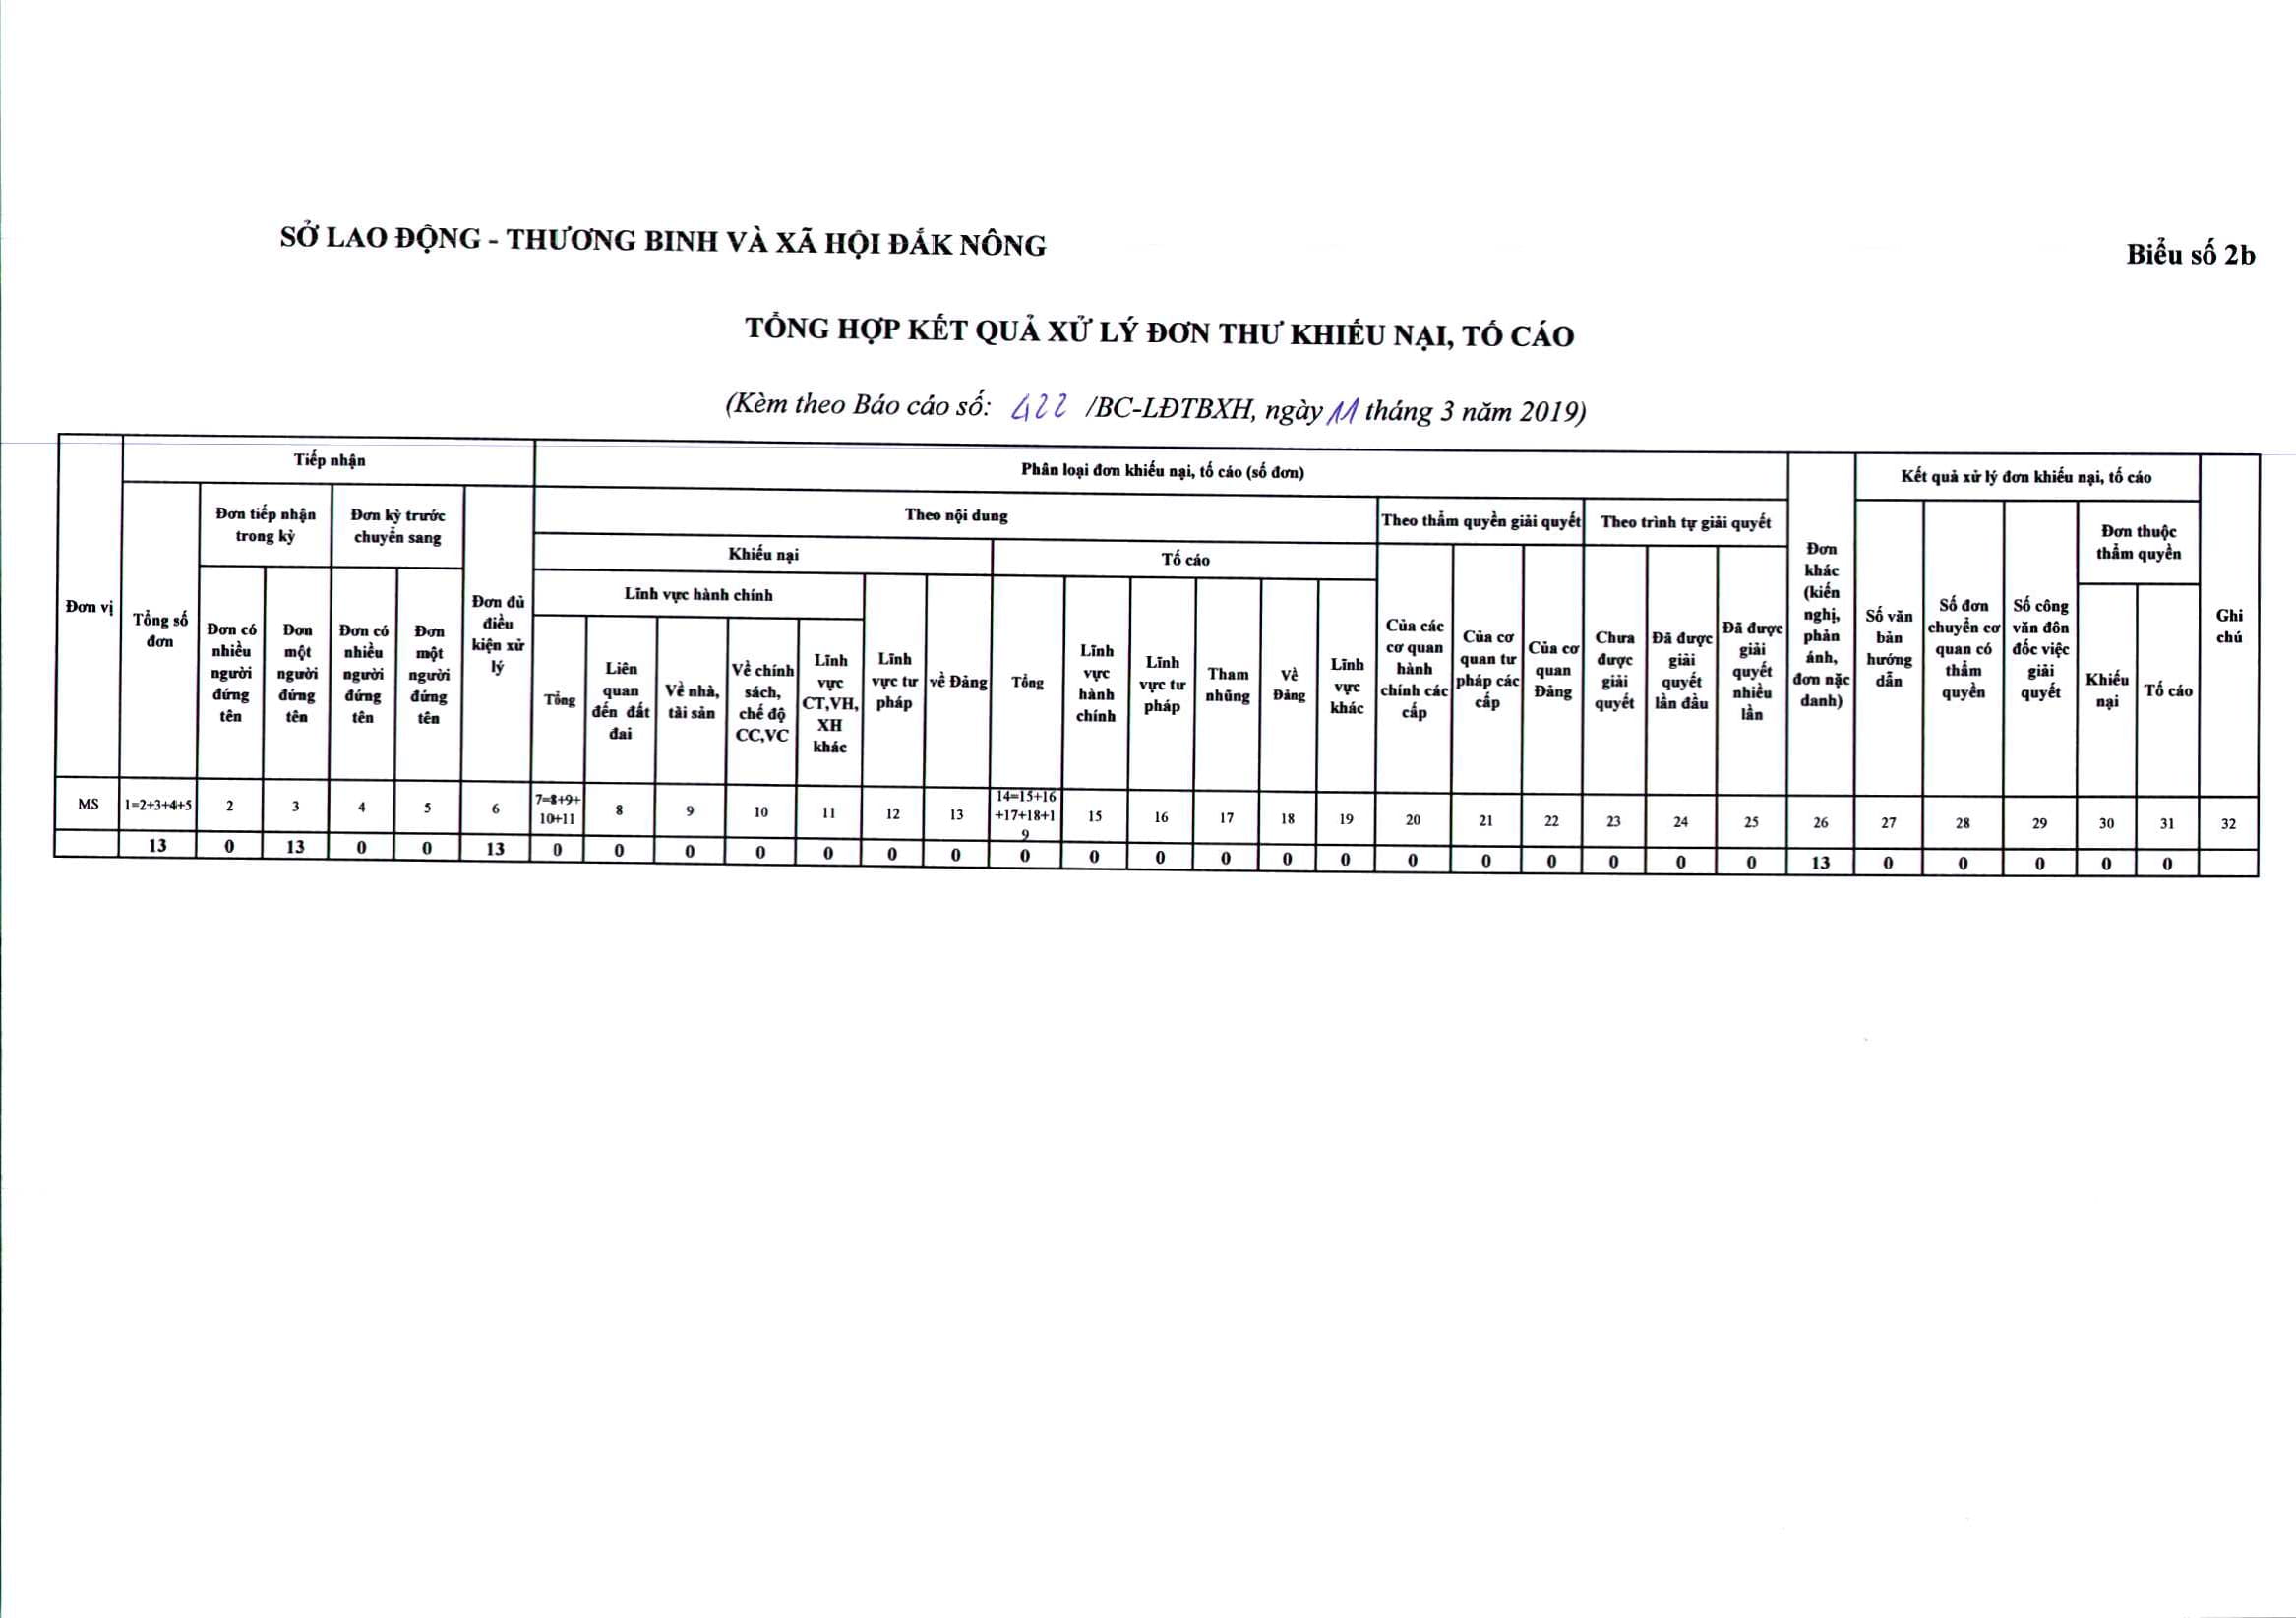 SỞ LAO ĐỘNG - THƯƠNG BINH VÀ XÃ HỘI ĐẮK NÔNG
Biểu số 2b
TỔNG HỢP KẾT QUẢ XỬ LÝ ĐƠN THƯ KHIẾU NẠI, TỐ CÁO
(Kèm theo Báo cáo số: 422 /BC-LĐTBXH, ngày 11 tháng 3 năm 2019)
Đơn vị
Tiếp nhận
Phân loại đơn khiếu nại, tố cáo (số đơn)
Đơn
khác
(kiến
nghị,
phản
ánh,
đơn nặc
danh)
Kết quả xử lý đơn khiếu nại, tố cáo
Ghi
chú
Tổng số
đơn
Đơn tiếp nhận
trong kỳ
Đơn kỳ trước
chuyển sang
Đơn đủ
điều
kiện xử
lý
Theo nội dung
Theo thẩm quyền giải quyết
Theo trình tự giải quyết
Số văn
bản
hướng
dẫn
Số đơn
chuyển cơ
quan có
thẩm
quyền
Số công
văn đôn
đốc việc
giải
quyết
Đơn thuộc
thẩm quyền
Khiếu nại
Tố cáo
Đơn có
nhiều
người
đứng
tên
Đơn
một
người
đứng
tên
Đơn có
nhiều
người
đứng
tên
Đơn
một
người
đứng
tên
Lĩnh vực hành chính
Lĩnh
vực tư
pháp
về Đảng
Tổng
Lĩnh
vực
hành
chính
Lĩnh
vực tư
pháp
Tham
nhũng
Về
Đảng
Lĩnh
vực
khác
Của các
cơ quan
hành
chính các
cấp
Của cơ
quan tư
pháp các
cấp
Của cơ
quan
Đảng
Chưa
được
giải
quyết
Đã được
giải
quyết
lần đầu
Đã được
giải
quyết
nhiều
lần
Khiếu
nại
Tố cáo
Tổng
Liên
quan
đến đất
đai
Về nhà,
tài sản
Về chính
sách,
chế độ
CC,VC
Lĩnh
vực
CT,VH,
XH
khác
MS 1=2+3+4+5 2 3 4 5 6 7=8+9+ 8 9 10 11 12 13 14=15+16 15 16 17 18 19 20 21 22 23 24 25 26 27 28 29 30 31 32
10+11 +17+18+1
9
13 0 13 0 0 13 0 0 0 0 0 0 0 0 0 0 0 0 0 0 0 0 0 0 0 13 0 0 0 0 0